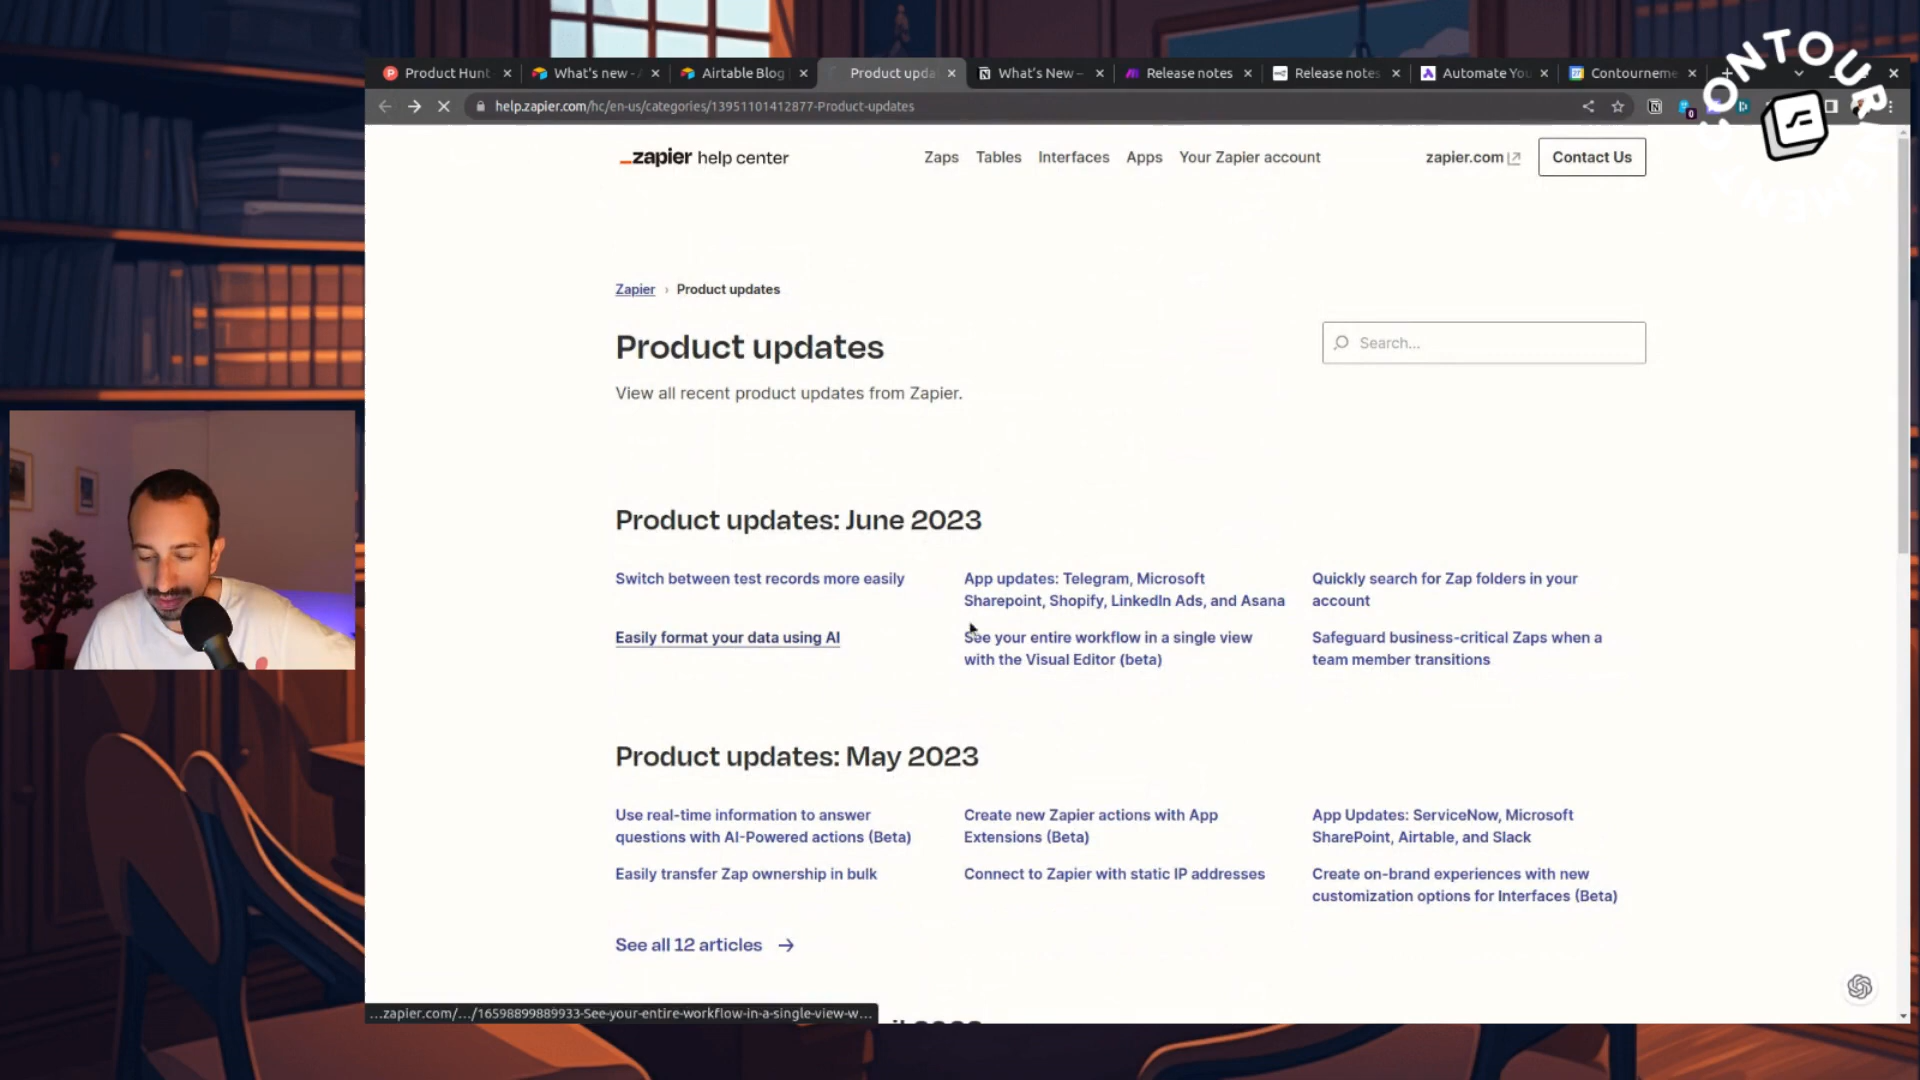 Product Hunt
What's new - A
Airtable Blog
Product upda
What's New –
Release notes
Release notes
Automate You
Contourneme
help.zapier.com/hc/en-us/categories/13951101412877-Product-updates
0
CONTOURNEMENT
zapier help center
Zaps
Tables
Interfaces
Apps
Your Zapier account
zapier.com
Contact Us
Zapier › Product updates
Product updates
Search...
View all recent product updates from Zapier.
Product updates: June 2023
Switch between test records more easily
App updates: Telegram, Microsoft
Sharepoint, Shopify, LinkedIn Ads, and Asana
Quickly search for Zap folders in your
account
Easily format your data using AI
See your entire workflow in a single view
with the Visual Editor (beta)
Safeguard business-critical Zaps when a
team member transitions
Product updates: May 2023
Use real-time information to answer
questions with AI-Powered actions (Beta)
Create new Zapier actions with App
Extensions (Beta)
App Updates: ServiceNow, Microsoft
SharePoint, Airtable, and Slack
Easily transfer Zap ownership in bulk
Connect to Zapier with static IP addresses
Create on-brand experiences with new
customization options for Interfaces (Beta)
See all 12 articles →
...zapier.com/.../16598899889933-See-your-entire-workflow-in-a-single-view-w...